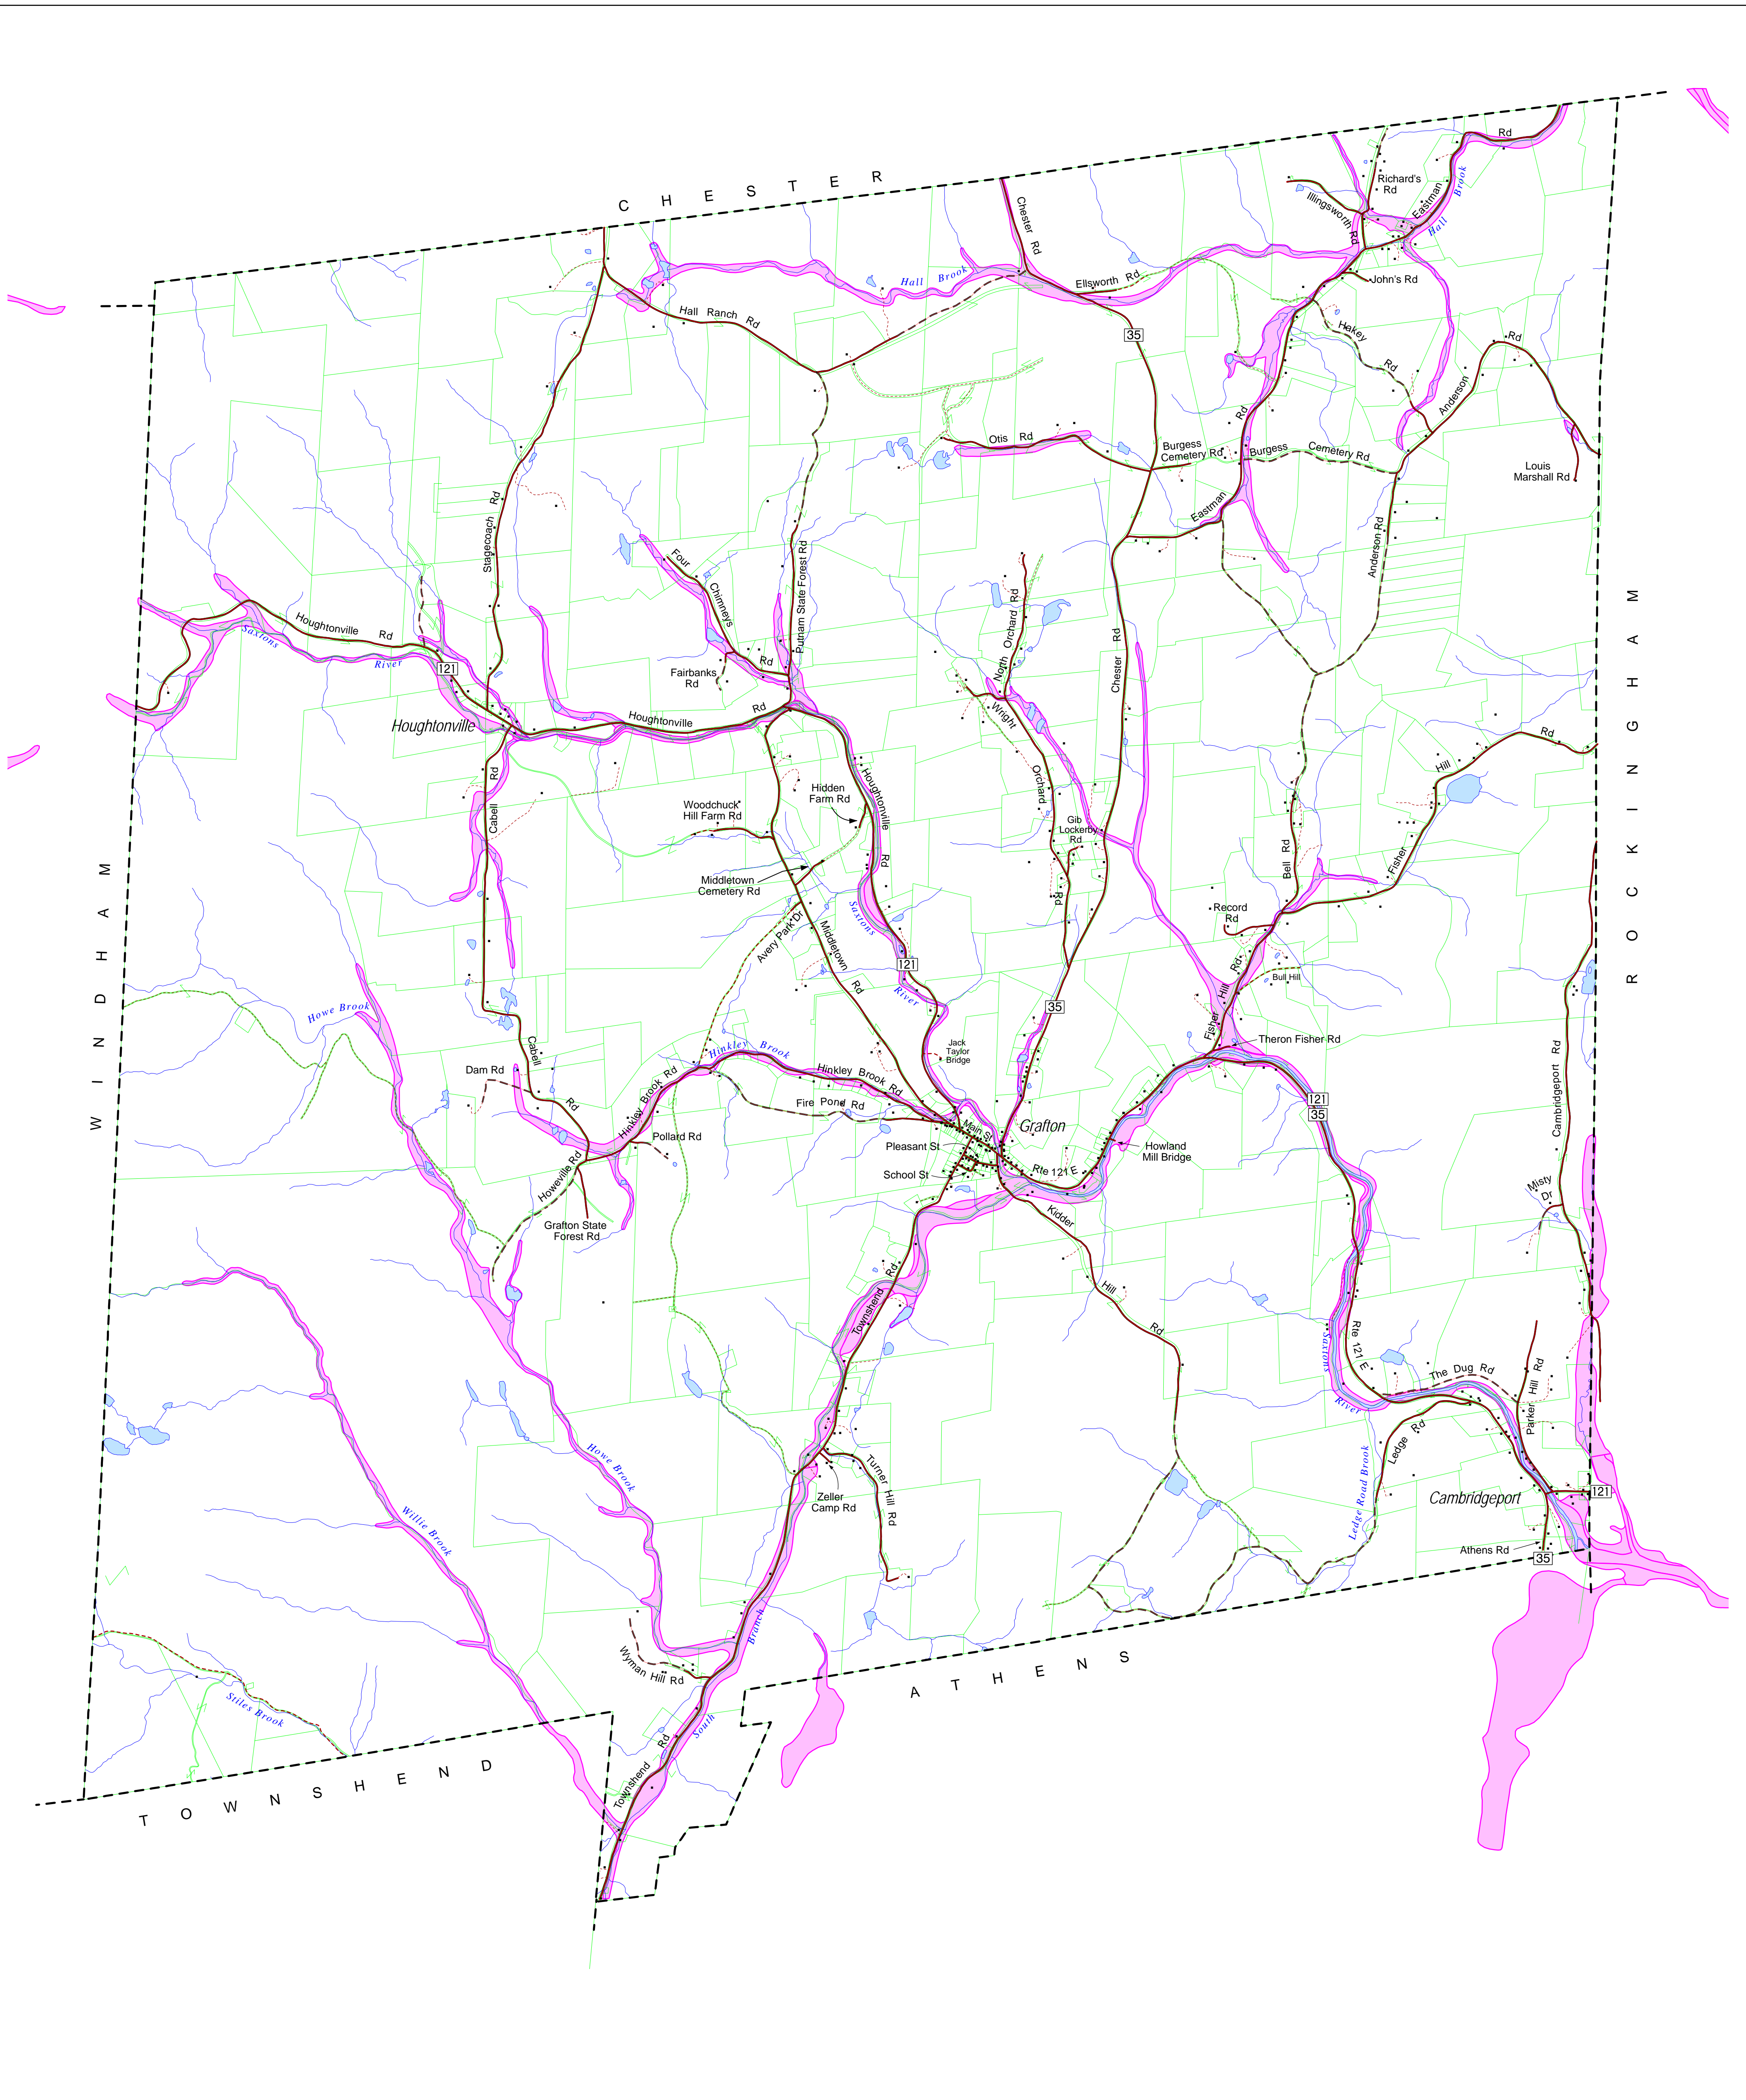 CHESTER
Rd
Richard's
Rd
Eastman
Hall Brook
Illingsworth Rd
Chester Rd
John's Rd
Hall Brook
Ellsworth Rd
Hall Ranch Rd
35
Hakey Rd
Rd
Anderson
Rd
Otis Rd
Burgess
Cemetery Rd
Burgess Cemetery Rd
Louis
Marshall Rd
Stagecoach Rd
Eastman
Anderson Rd
Putnam State Forest Rd
Four Chimneys Rd
Houghtonville Rd
Saxtons River
121
Fairbanks
Rd
North Orchard Rd
Chester Rd
ROCKINGHAM
Houghtonville
Houghtonville Rd
Wright
Orchard Rd
Fisher Hill Rd
Hidden
Farm Rd
Houghtonville Rd
Woodchuck
Hill Farm Rd
Cabell Rd
Gib
Lockerby
Rd
Bell Rd
WINDHAM
Middletown
Cemetery Rd
Saxtons River
Avery Park Dr
Middletown Rd
Record
Rd
121
Bull Hill
Fisher Hill Rd
35
Howe Brook
Cabell Rd
Hinkley Brook
Jack
Taylor
Bridge
Theron Fisher Rd
Cambridgeport Rd
Dam Rd
Hinkley Brook Rd
Hinkley Brook Rd
Fire Pond Rd
121
35
Main St
Grafton
Pollard Rd
Pleasant St
Howland
Mill Bridge
School St
Rte 121 E
Howeville Rd
Misty
Dr
Grafton State
Forest Rd
Kidder Hill Rd
Townshend Rd
Rte 121 E
Saxtons River
The Dug Rd
Parker Hill Rd
Ledge Rd
Howe Brook
Turner Hill Rd
Ledge Road Brook
Zeller
Camp Rd
Cambridgeport
121
Willie Brook
Athens Rd
35
South Branch
Wyman Hill Rd
ATHENS
Stiles Brook
Townshend Rd
TOWNSHEND